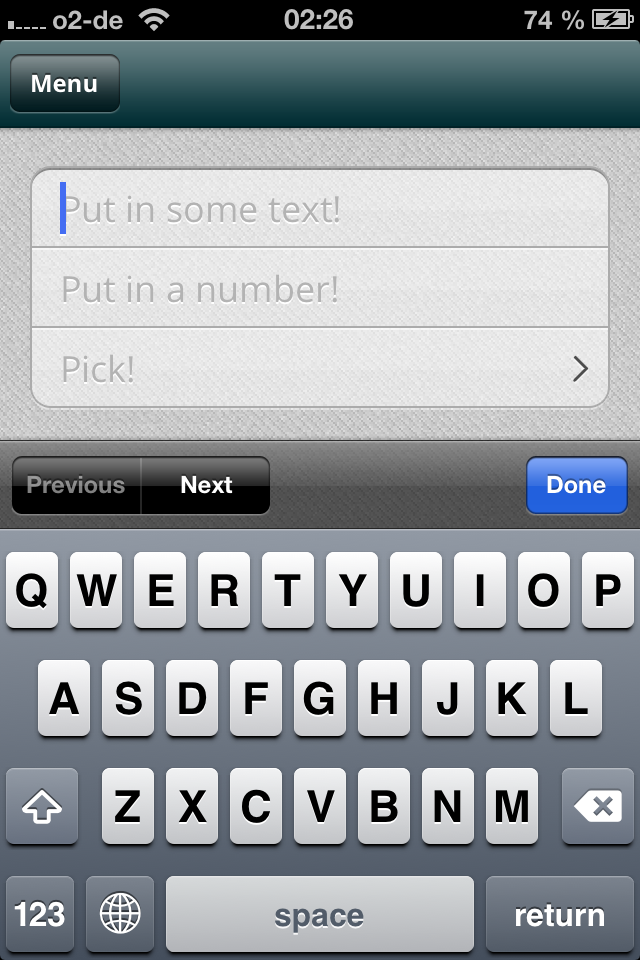 o2-de 02:26 74 %
Menu
Put in some text!
Put in a number!
Pick!
Previous Next Done
Q W E R T Y U I O P
A S D F G H J K L
Z X C V B N M
123 space return